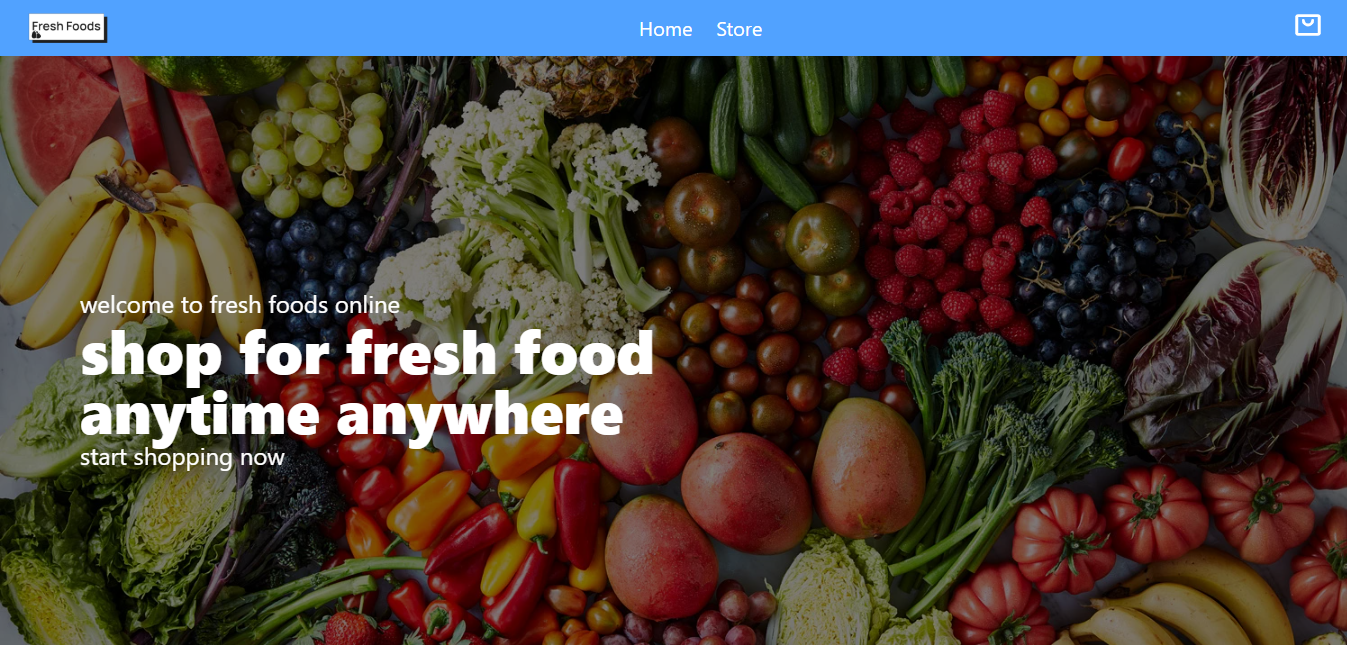 Fresh Foods
Home Store
welcome to fresh foods online
shop for fresh food
anytime anywhere
start shopping now